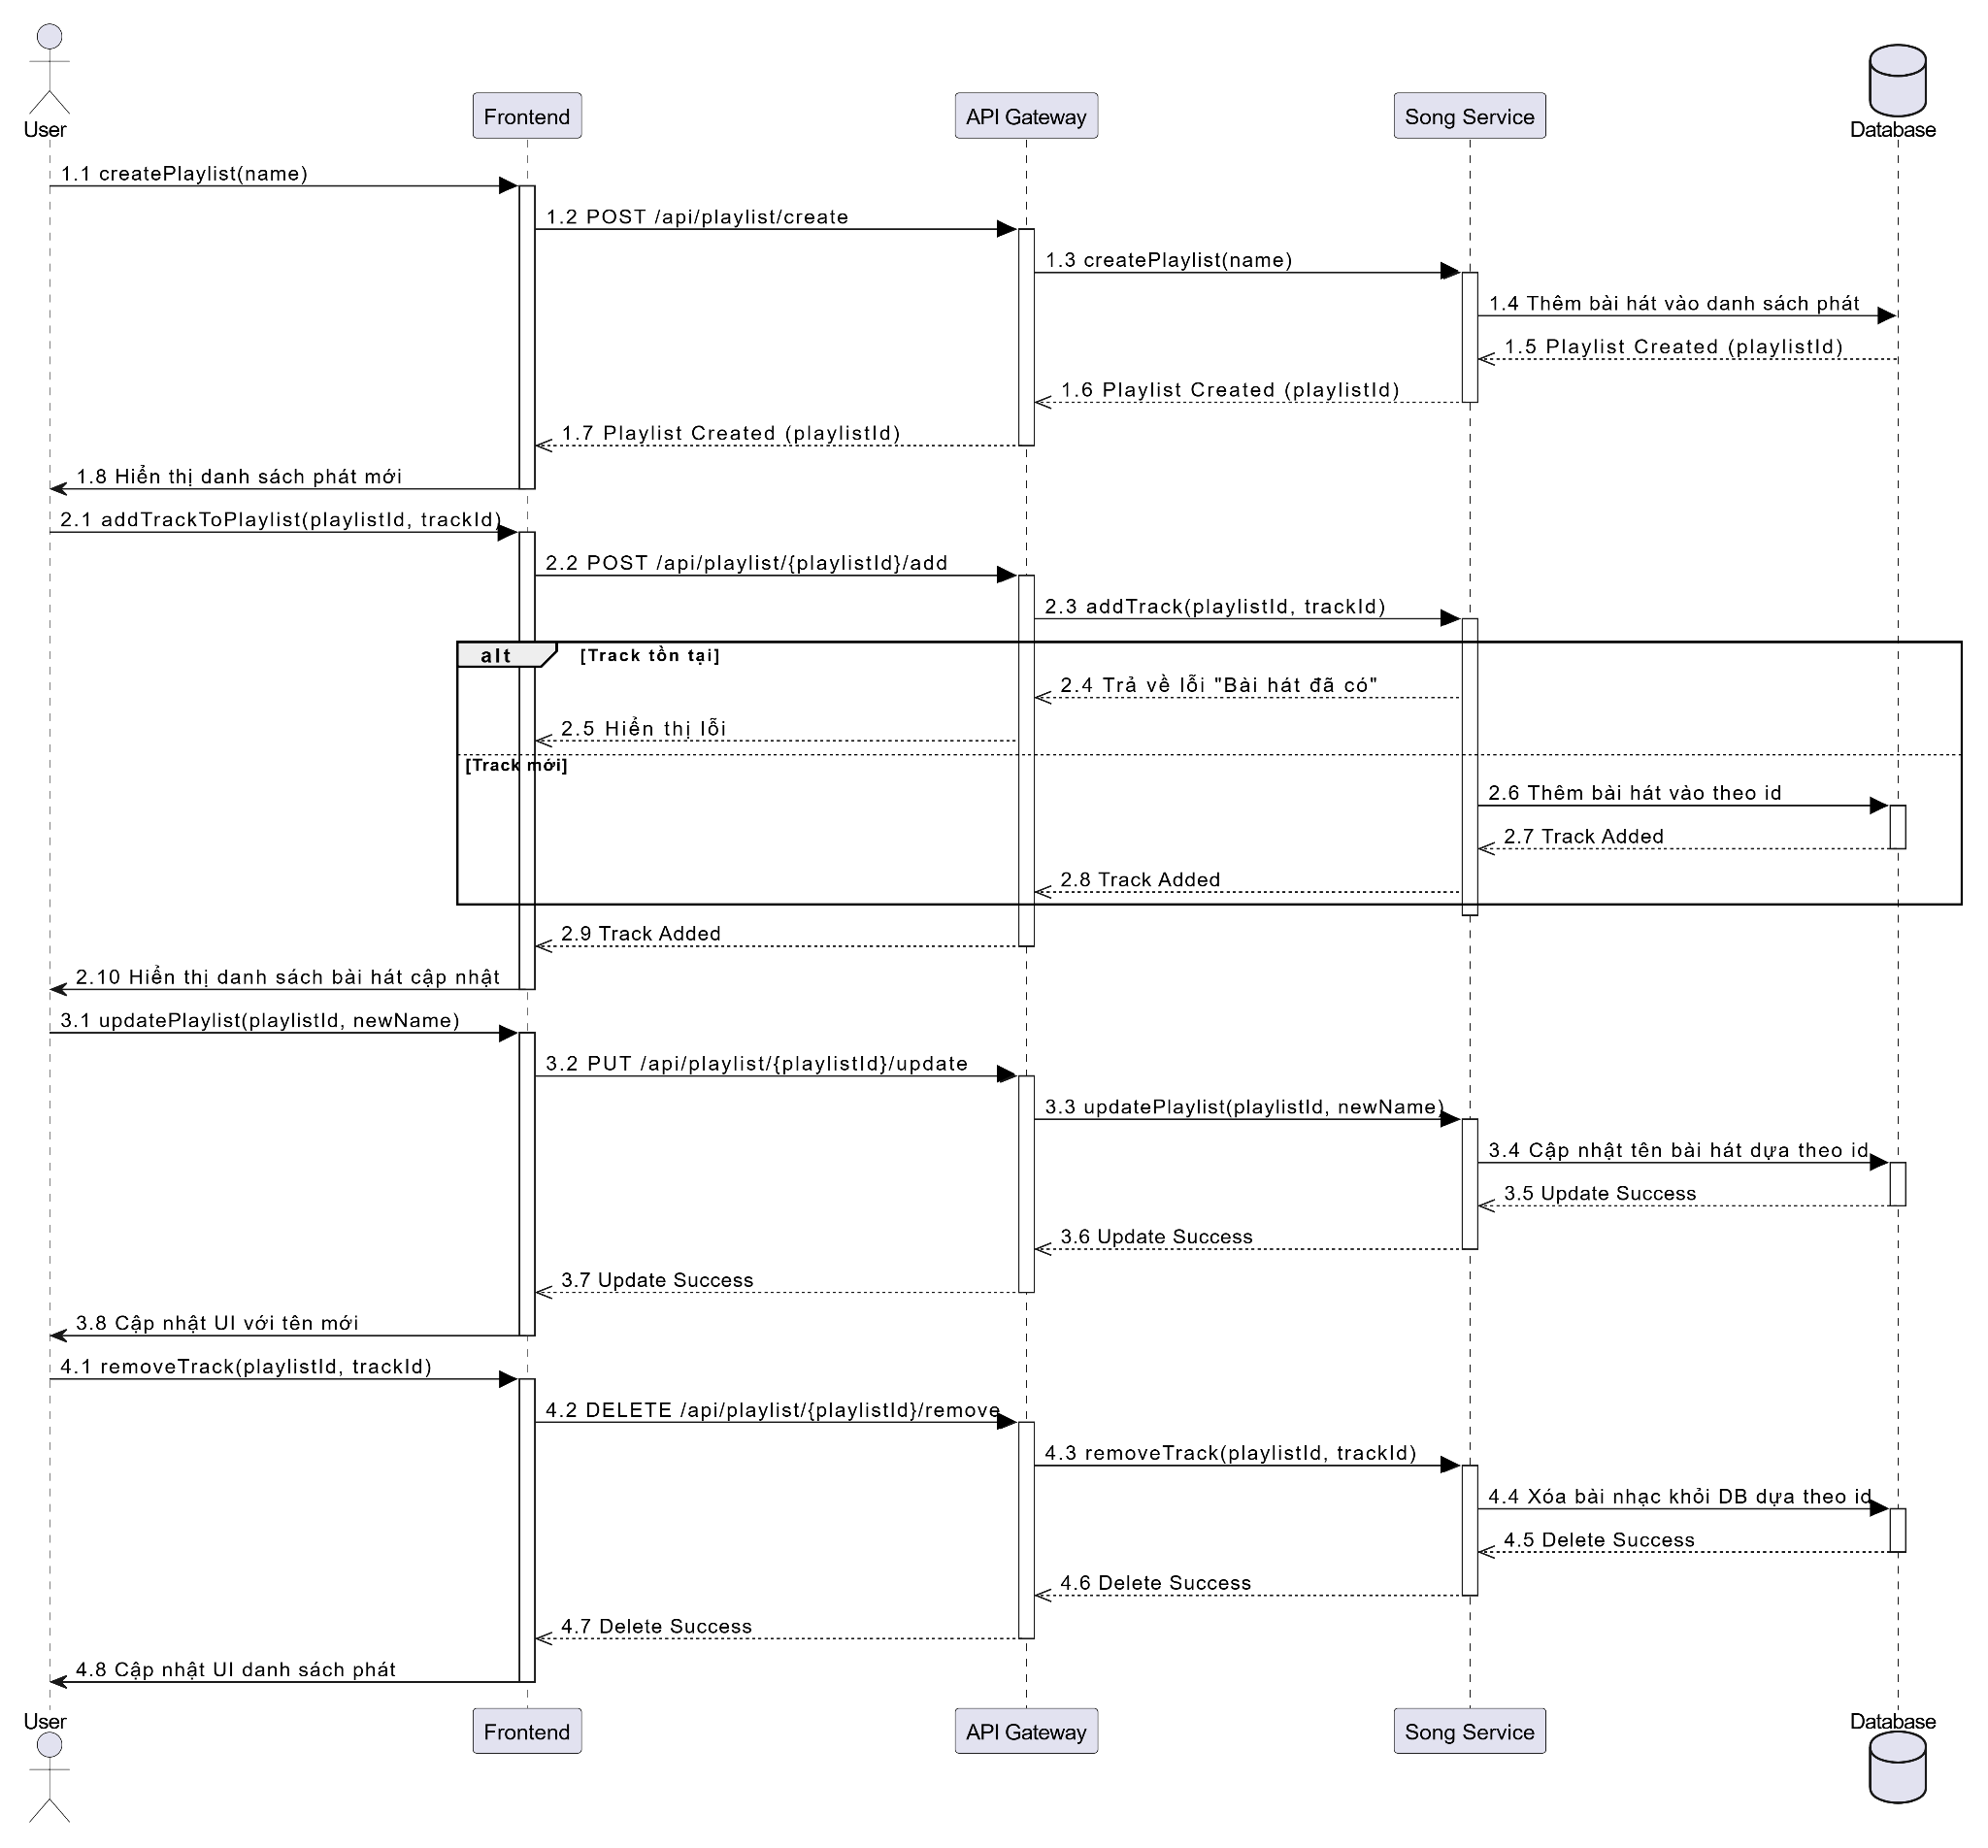 User
Frontend
API Gateway
Song Service
Database
1.1 createPlaylist(name)
1.2 POST /api/playlist/create
1.3 createPlaylist(name)
1.4 Thêm bài hát vào danh sách phát
1.5 Playlist Created (playlistId)
1.6 Playlist Created (playlistId)
1.7 Playlist Created (playlistId)
1.8 Hiển thị danh sách phát mới
2.1 addTrackToPlaylist(playlistId, trackId)
2.2 POST /api/playlist/{playlistId}/add
2.3 addTrack(playlistId, trackId)
alt [Track tồn tại]
2.4 Trả về lỗi "Bài hát đã có"
2.5 Hiển thị lỗi
[Track mới]
2.6 Thêm bài hát vào theo id
2.7 Track Added
2.8 Track Added
2.9 Track Added
2.10 Hiển thị danh sách bài hát cập nhật
3.1 updatePlaylist(playlistId, newName)
3.2 PUT /api/playlist/{playlistId}/update
3.3 updatePlaylist(playlistId, newName)
3.4 Cập nhật tên bài hát dựa theo id
3.5 Update Success
3.6 Update Success
3.7 Update Success
3.8 Cập nhật UI với tên mới
4.1 removeTrack(playlistId, trackId)
4.2 DELETE /api/playlist/{playlistId}/remove
4.3 removeTrack(playlistId, trackId)
4.4 Xóa bài nhạc khỏi DB dựa theo id
4.5 Delete Success
4.6 Delete Success
4.7 Delete Success
4.8 Cập nhật UI danh sách phát
User
Frontend
API Gateway
Song Service
Database